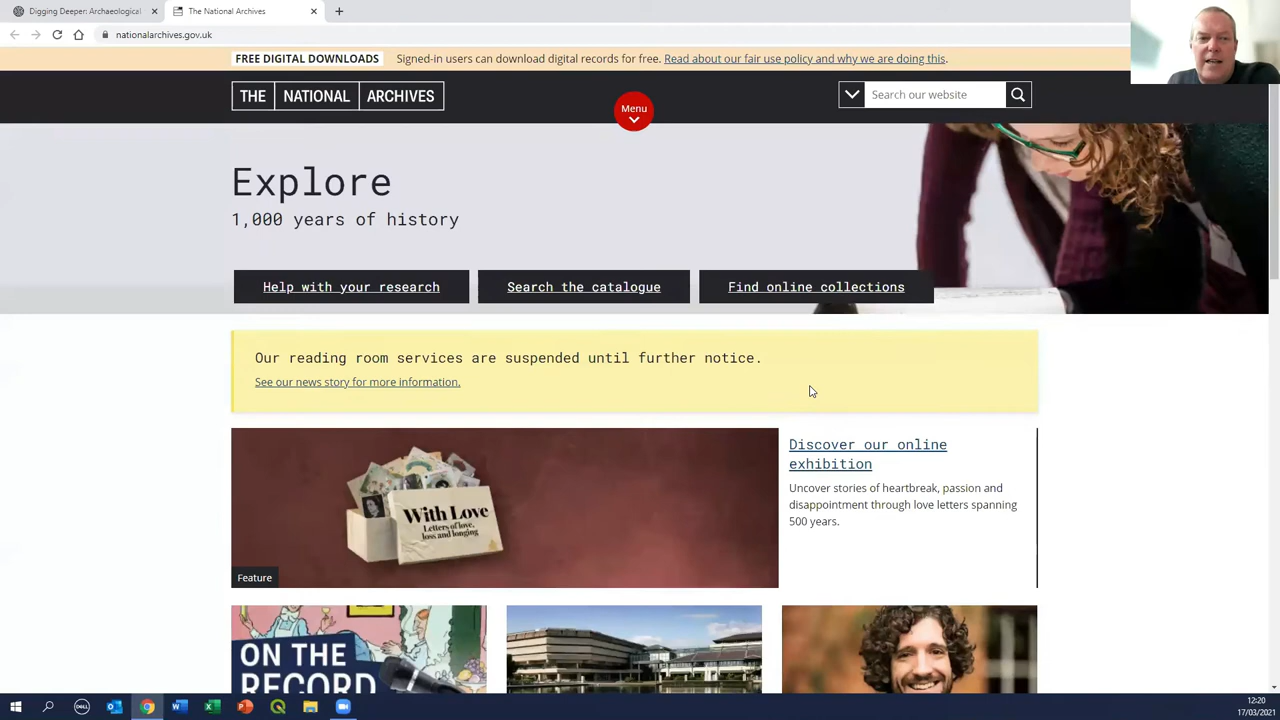 Digging Deeper: Archaeological
The National Archives
nationalarchives.gov.uk
FREE DIGITAL DOWNLOADS Signed-in users can download digital records for free. Read about our fair use policy and why we are doing this.
THE NATIONAL ARCHIVES
Menu
Search our website
Explore
1,000 years of history
Help with your research
Search the catalogue
Find online collections
Our reading room services are suspended until further notice.
See our news story for more information.
Discover our online
exhibition
Uncover stories of heartbreak, passion and
disappointment through love letters spanning
500 years.
With Love
Letters of love,
loss and longing
Feature
ON THE
RECORD
DELL
12:20
17/03/2021